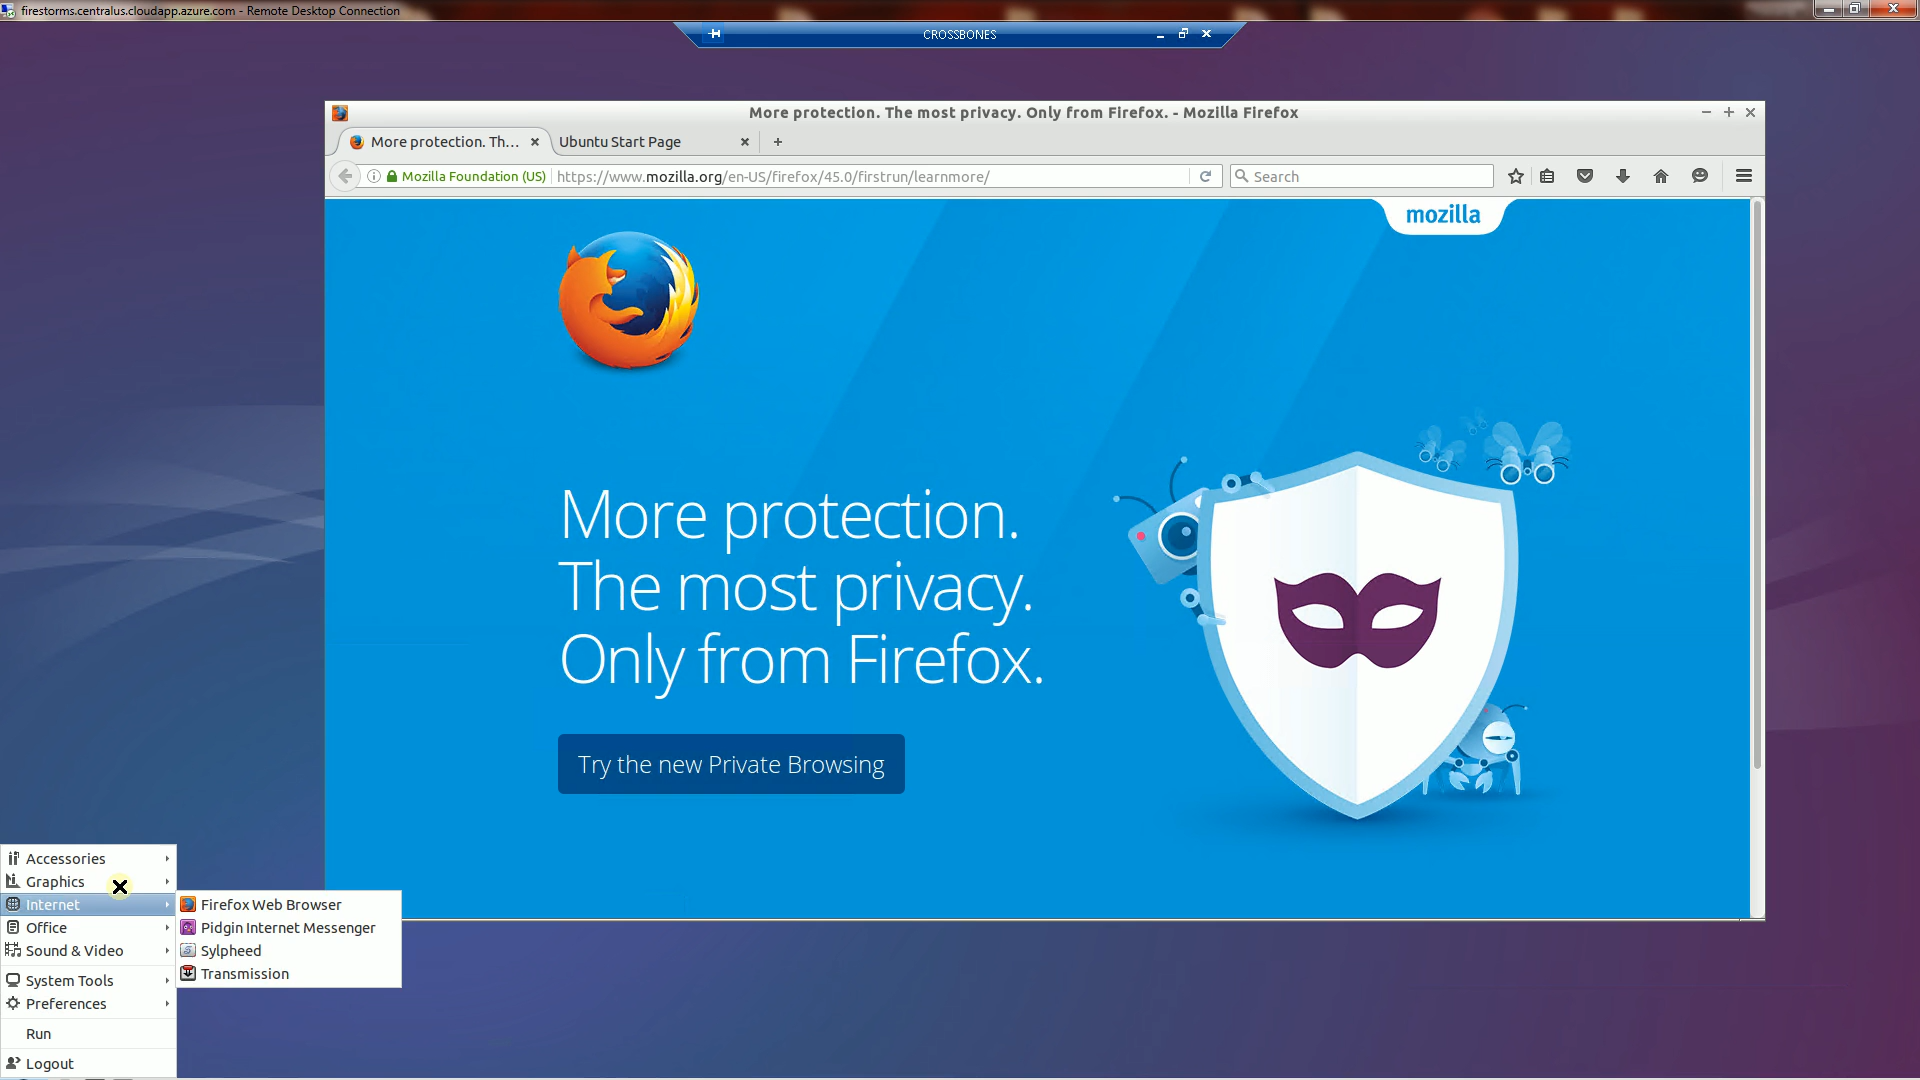 firestorms.centralus.cloudapp.azure.com - Remote Desktop Connection
CROSSBONES
More protection. The most privacy. Only from Firefox. - Mozilla Firefox
More protection. Th...
Ubuntu Start Page
Mozilla Foundation (US)
https://www.mozilla.org/en-US/firefox/45.0/firstrun/learnmore/
Search
mozilla
More protection.
The most privacy.
Only from Firefox.
Try the new Private Browsing
Accessories
Graphics
Internet
Office
Sound & Video
System Tools
Preferences
Run
Logout
Firefox Web Browser
Pidgin Internet Messenger
Sylpheed
Transmission